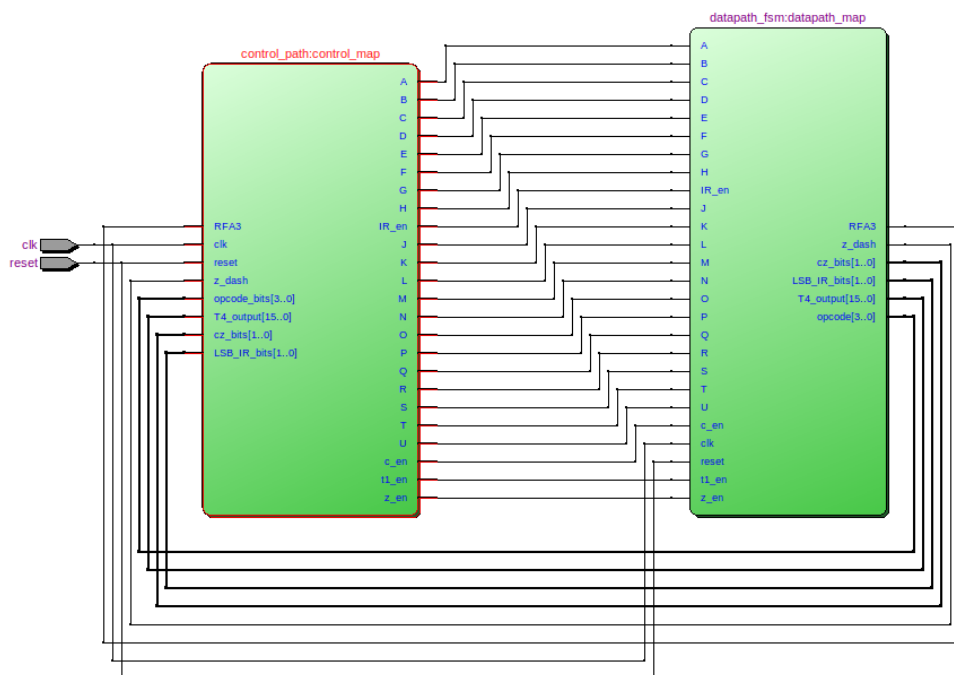 datapath_fsm:datapath_map
control_path:control_map
clk
reset
A
B
C
D
E
F
G
H
IR_en
J
K
L
M
N
O
P
Q
R
S
T
U
c_en
t1_en
z_en
RFA3
clk
reset
z_dash
opcode_bits[3..0]
T4_output[15..0]
cz_bits[1..0]
LSB_IR_bits[1..0]
A
B
C
D
E
F
G
H
IR_en
J
K
L
M
N
O
P
Q
R
S
T
U
c_en
clk
reset
t1_en
z_en
RFA3
z_dash
cz_bits[1..0]
LSB_IR_bits[1..0]
T4_output[15..0]
opcode[3..0]